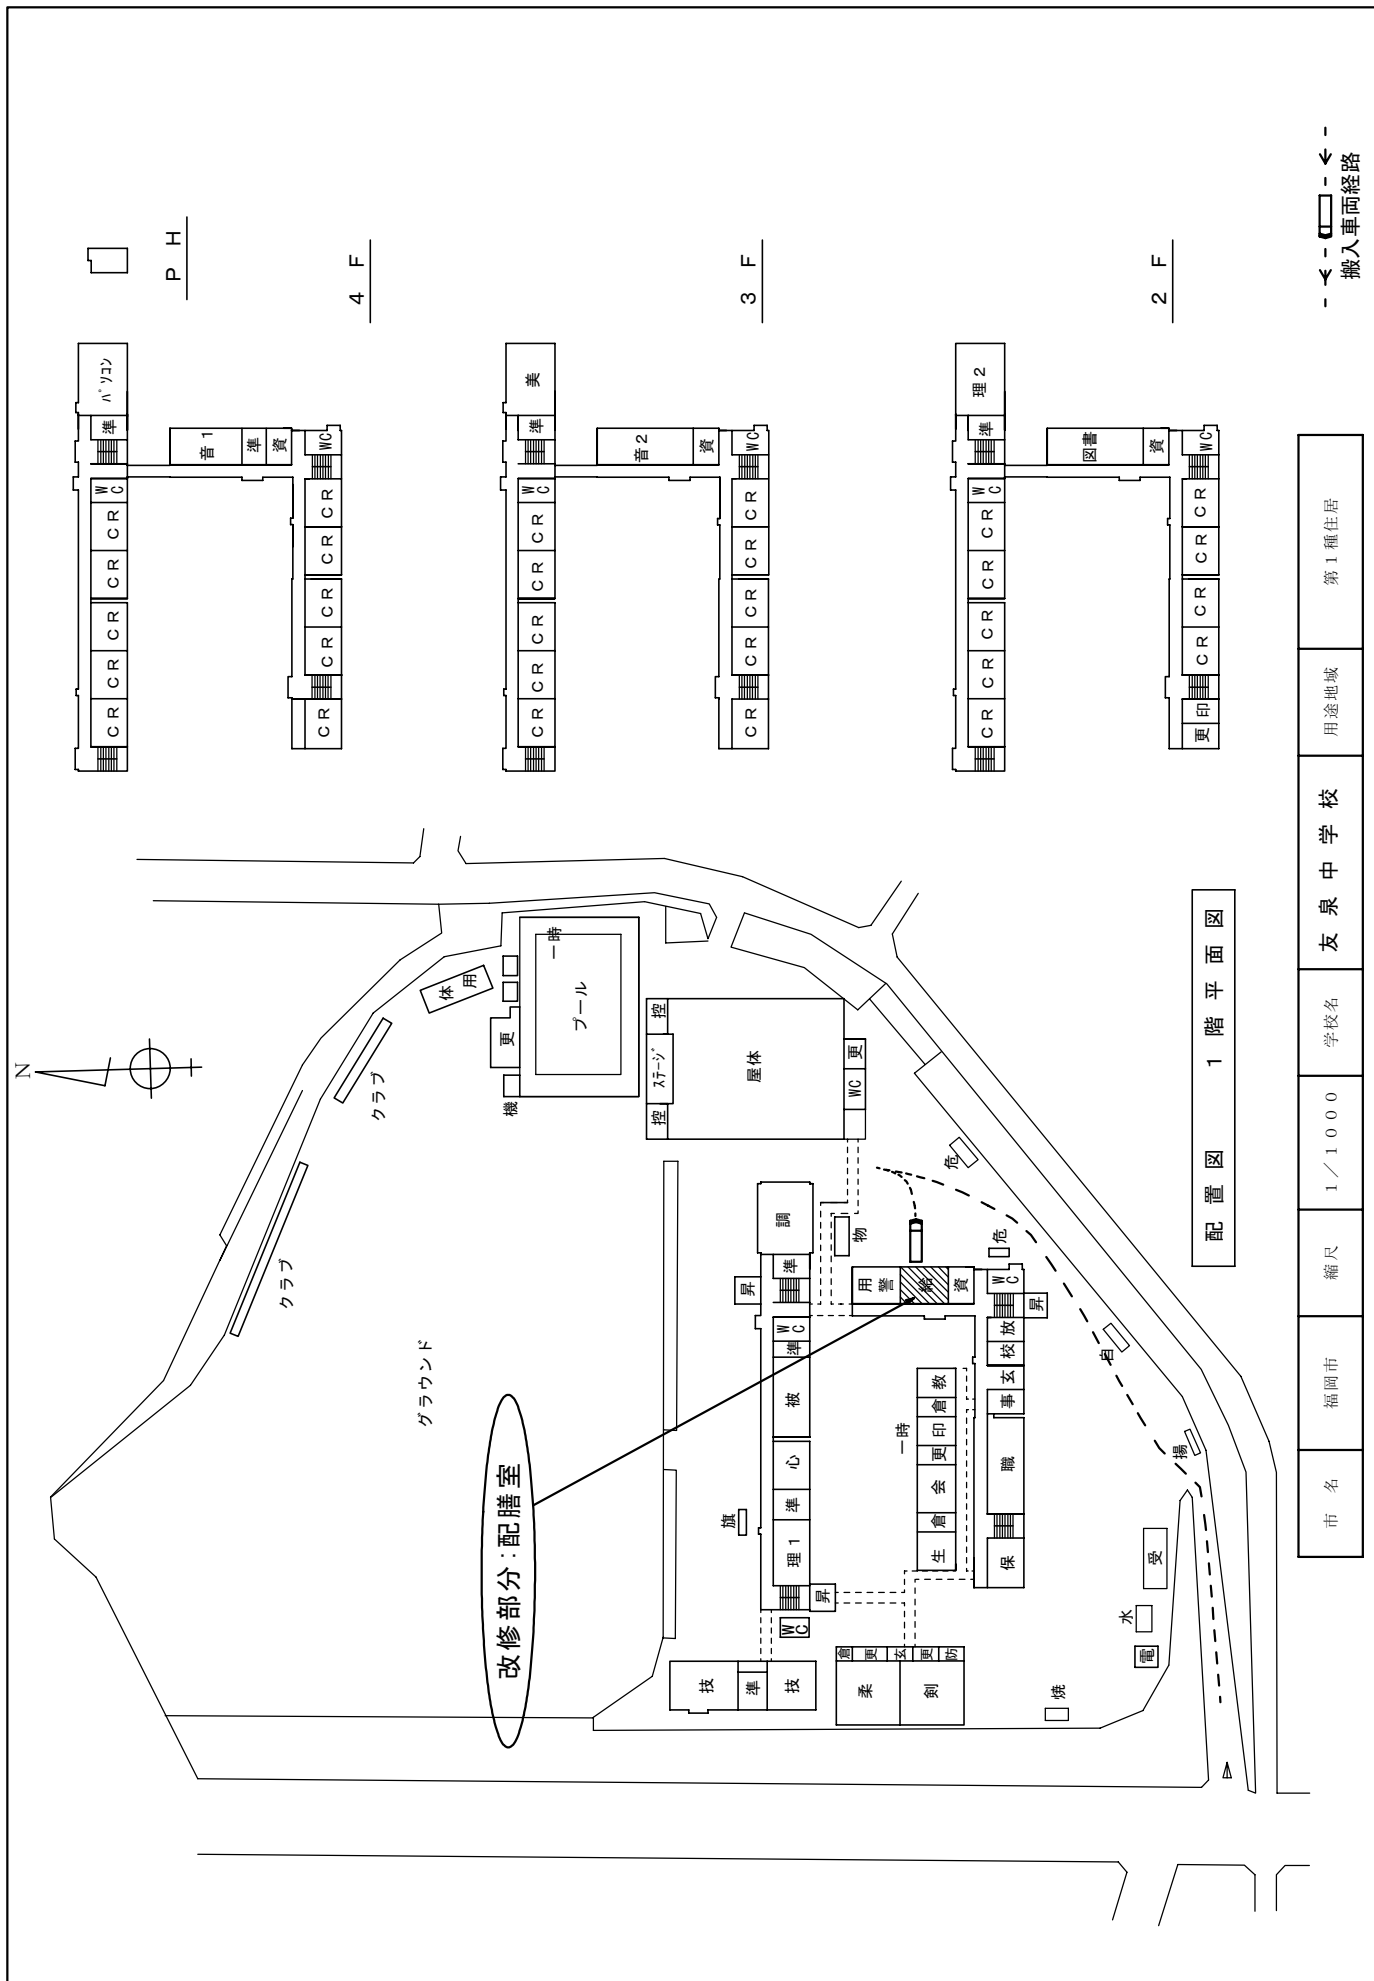 N
クラブ
クラブ
グラウンド
体用
更
機
一時
プール
控
ステージ
控
屋体
WC
更
改修部分：配膳室
旗
昇
理１
準
心
被
準
WC
準
調
昇
WC
技
準
技
物
用
警
給
資
生
倉
会
更
印
倉
教
一時
保
職
事
玄
校
放
WC
昇
倉
更
玄
更
防
柔
剣
焼
電
水
受
揚
自
危
危
ＰＨ
４Ｆ
ＣＲ
ＣＲ
ＣＲ
ＣＲ
ＣＲ
WC
準
パソコン
音１
準
資
ＣＲ
ＣＲ
ＣＲ
ＣＲ
ＣＲ
WC
３Ｆ
ＣＲ
ＣＲ
ＣＲ
ＣＲ
ＣＲ
WC
準
美
音２
資
ＣＲ
ＣＲ
ＣＲ
ＣＲ
ＣＲ
WC
２Ｆ
ＣＲ
ＣＲ
ＣＲ
ＣＲ
ＣＲ
WC
準
理２
図書
資
更
印
ＣＲ
ＣＲ
ＣＲ
ＣＲ
WC
配置図　１階平面図
搬入車両経路
市名　福岡市　縮尺　１／１０００　学校名　友泉中学校　用途地域　第１種住居